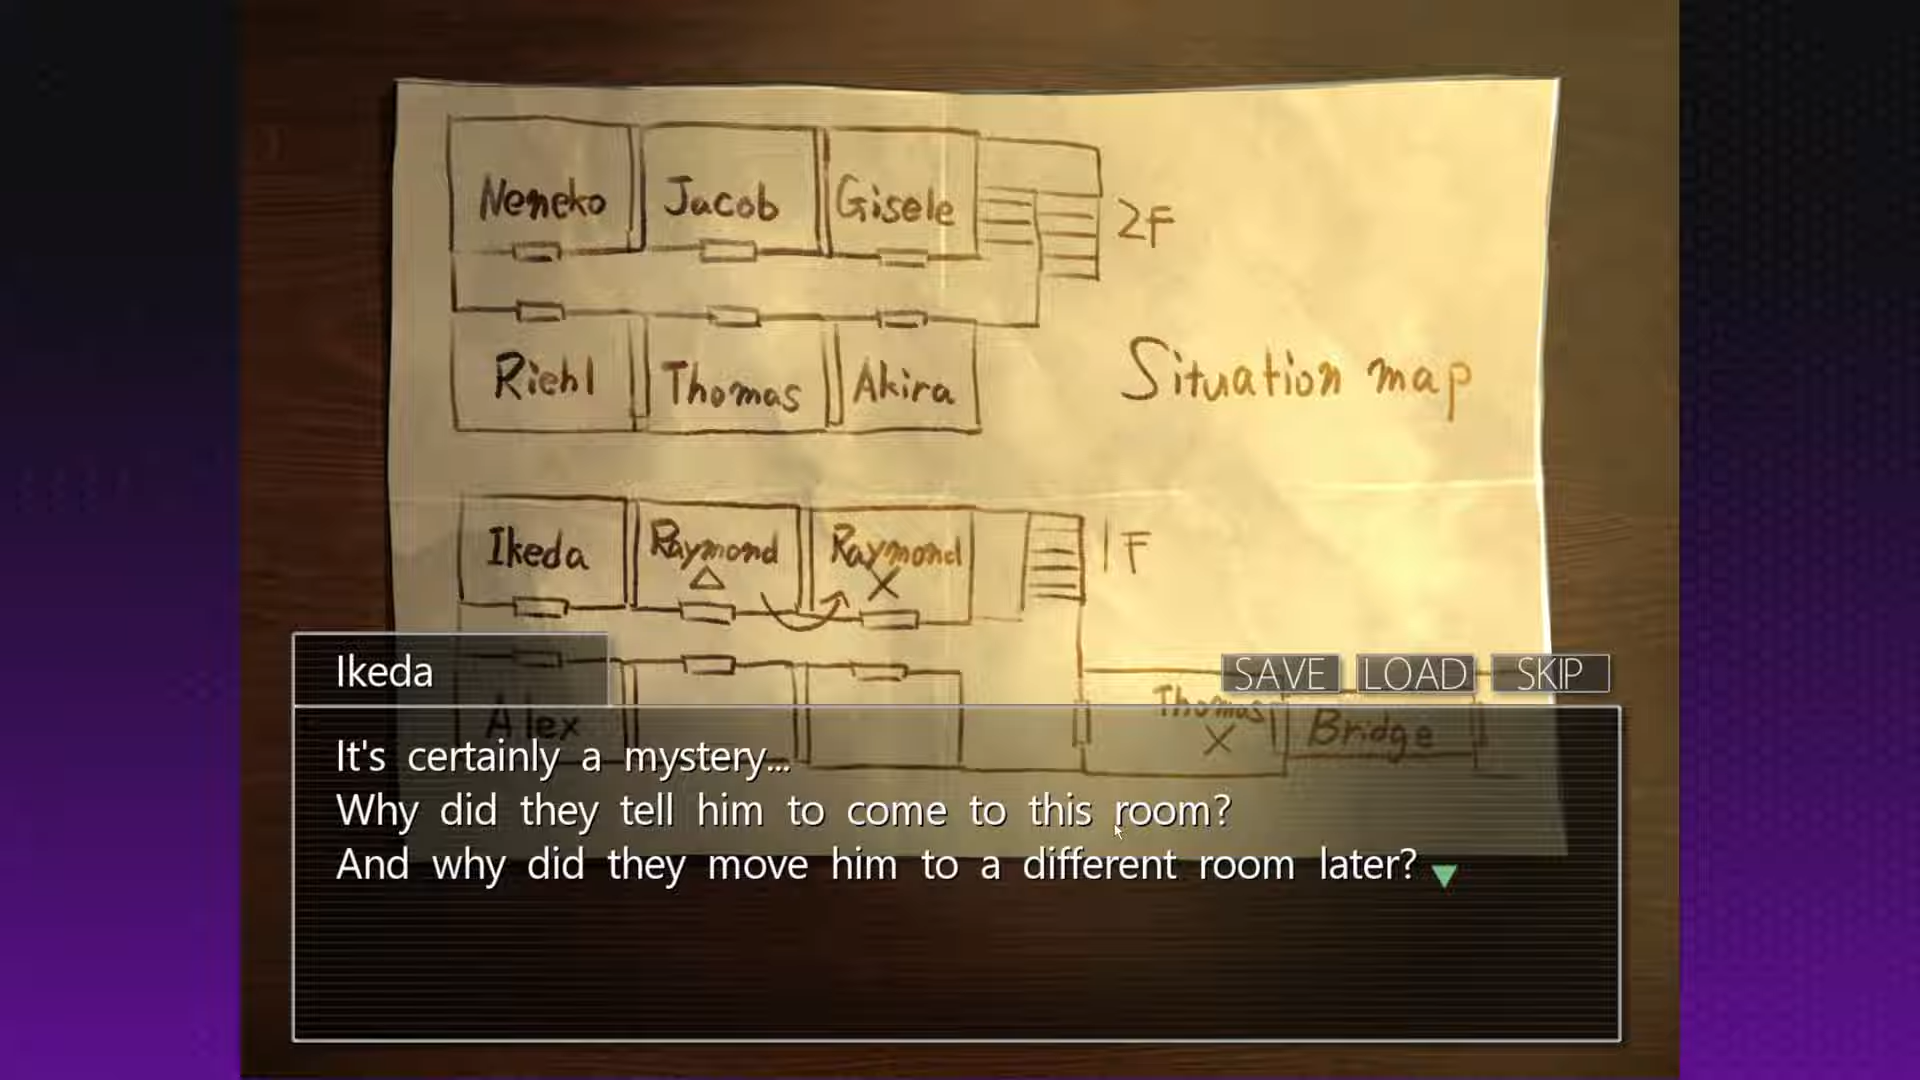 Neneko Jacob Gisele
2F
Riehl Thomas Akira
Situation map
Ikeda Raymond Raymond
△ X
1F
Ikeda
SAVE LOAD SKIP
Alex
Thomas
X
Bridge
It's certainly a mystery...
Why did they tell him to come to this room?
And why did they move him to a different room later?